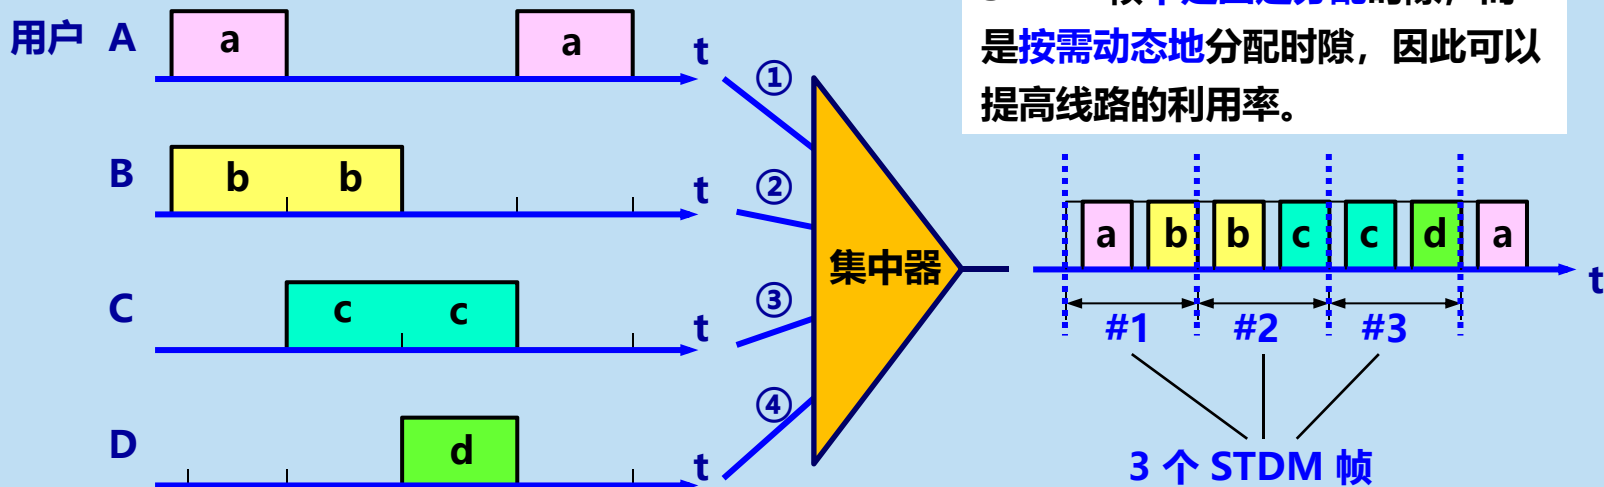 是按需动态地分配时隙，因此可以
提高线路的利用率。
用户 A a a t
①
B b b t
②
C c c t
③
D d t
④
集中器
a b b c c d a
t
#1 #2 #3
3 个 STDM 帧